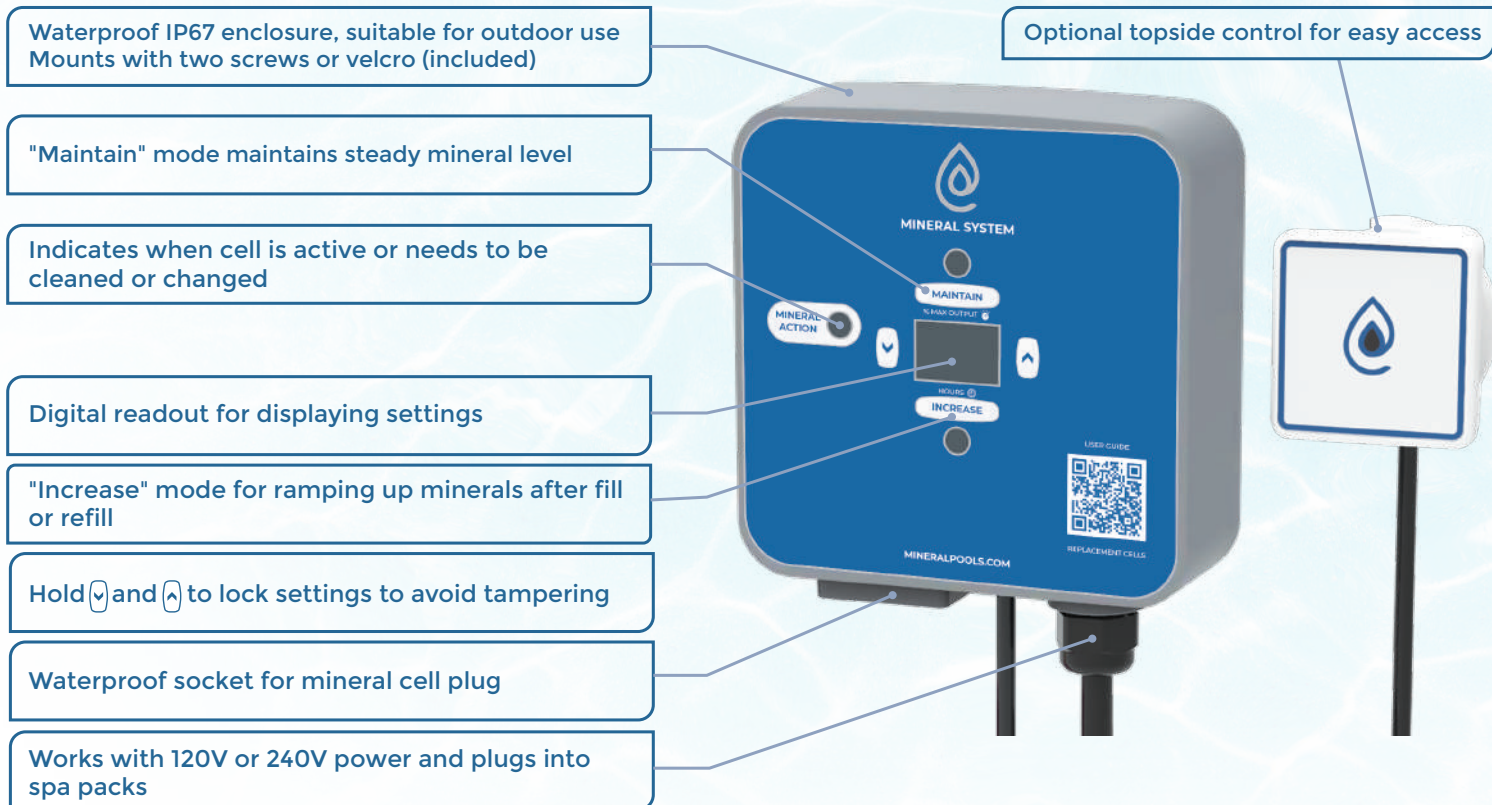 Waterproof IP67 enclosure, suitable for outdoor use
Mounts with two screws or velcro (included)
Optional topside control for easy access
"Maintain" mode maintains steady mineral level
Indicates when cell is active or needs to be
cleaned or changed
Digital readout for displaying settings
"Increase" mode for ramping up minerals after fill
or refill
Hold and to lock settings to avoid tampering
Waterproof socket for mineral cell plug
Works with 120V or 240V power and plugs into
spa packs
MINERAL SYSTEM
MAINTAIN
% MAX OUTPUT
MINERAL
ACTION
HOURS
INCREASE
USER GUIDE
REPLACEMENT CELLS
MINERALPOOLS.COM